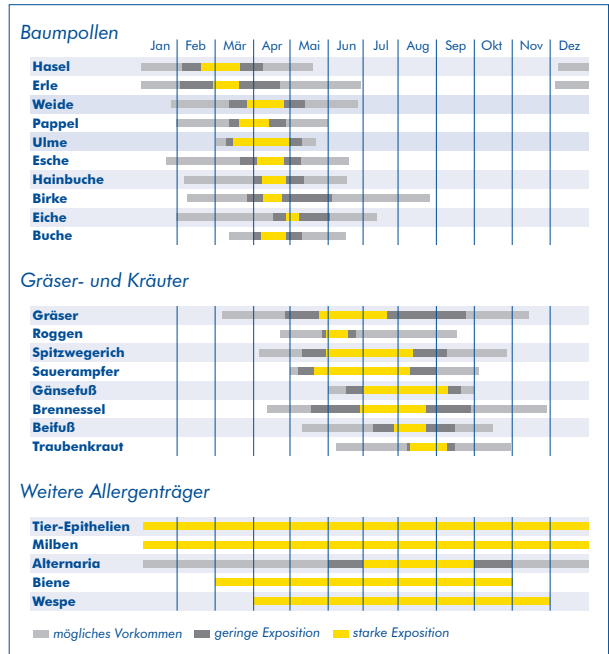 Baumpollen
Jan Feb Mär Apr Mai Jun Jul Aug Sep Okt Nov Dez
Hasel
Erle
Weide
Pappel
Ulme
Esche
Hainbuche
Birke
Eiche
Buche
Gräser- und Kräuter
Gräser
Roggen
Spitzwegerich
Sauerampfer
Gänsefuß
Brennessel
Beifuß
Traubenkraut
Weitere Allergenträger
Tier-Epithelien
Milben
Alternaria
Biene
Wespe
mögliches Vorkommen geringe Exposition starke Exposition